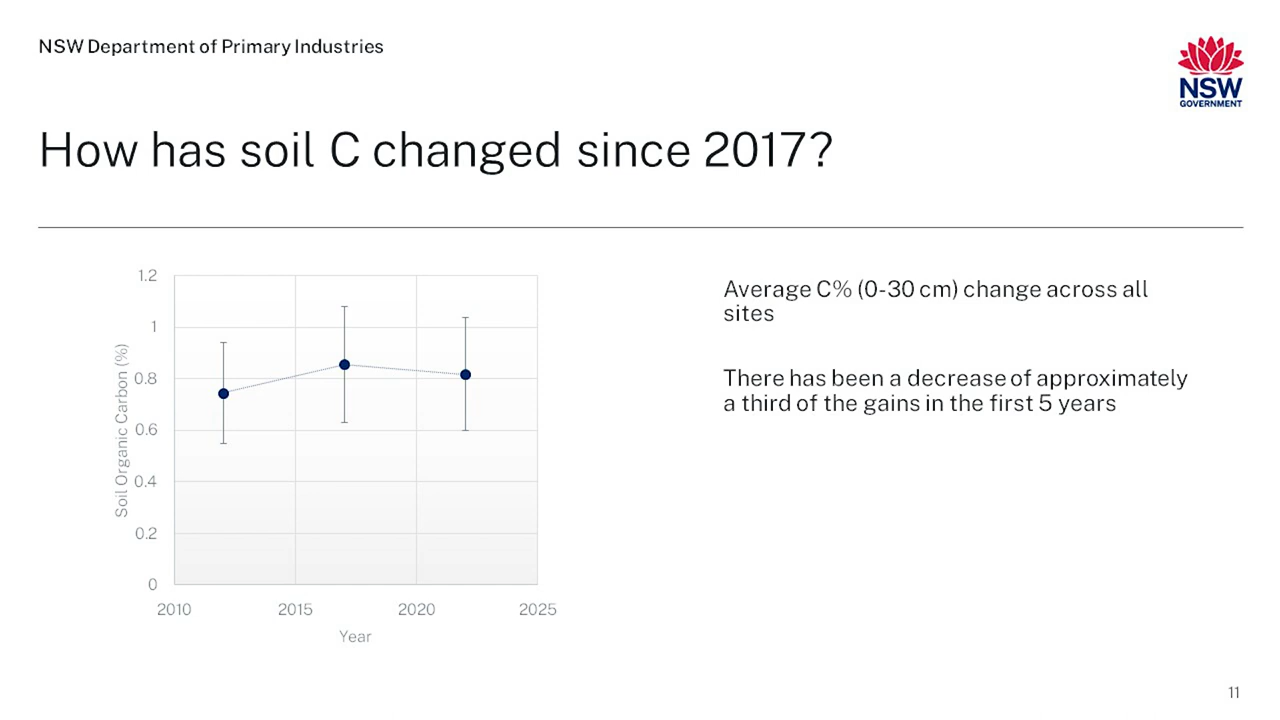 NSW Department of Primary Industries
NSW
GOVERNMENT
How has soil C changed since 2017?
1.2
1
0.8
0.6
0.4
0.2
0
Soil Organic Carbon (%)
2010
2015
2020
2025
Year
Average C% (0-30 cm) change across all
sites
There has been a decrease of approximately
a third of the gains in the first 5 years
11